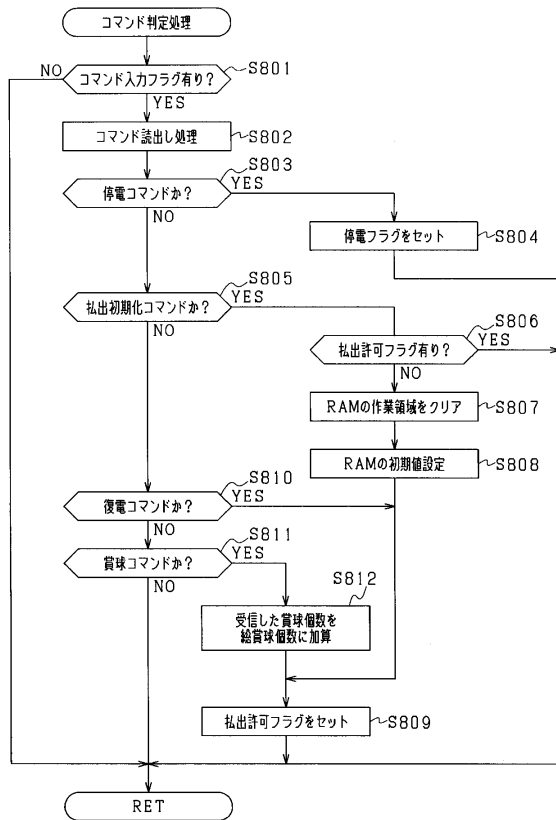 コマンド判定処理
NO
コマンド入力フラグ有り?
S801
YES
コマンド読出し処理
S802
S803
停電コマンドか?
YES
NO
停電フラグをセット
S804
S805
払出初期化コマンドか?
YES
NO
S806
払出許可フラグ有り?
YES
NO
RAMの作業領域をクリア
S807
RAMの初期値設定
S808
S810
復電コマンドか?
YES
NO
S811
賞球コマンドか?
YES
NO
S812
受信した賞球個数を
総賞球個数に加算
払出許可フラグをセット
S809
RET